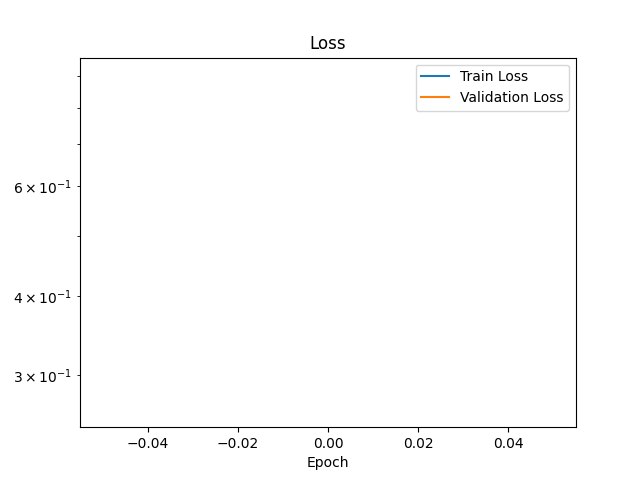 Loss
Train Loss
Validation Loss
6 × 10⁻¹
4 × 10⁻¹
3 × 10⁻¹
−0.04 −0.02 0.00 0.02 0.04
Epoch